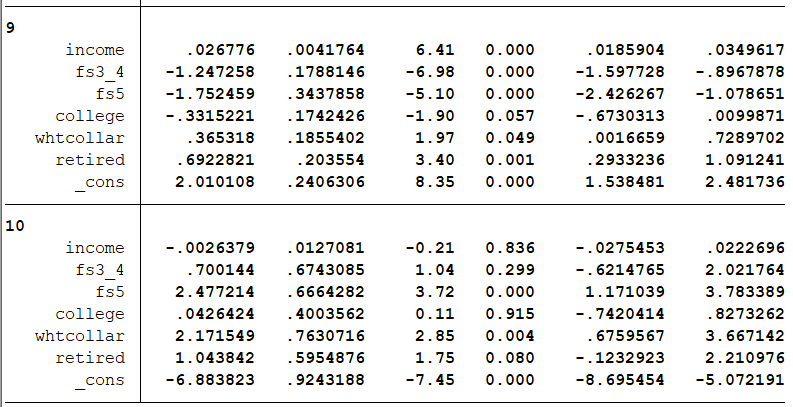 9
income .026776 .0041764 6.41 0.000 .0185904 .0349617
fs3_4 -1.247258 .1788146 -6.98 0.000 -1.597728 -.8967878
fs5 -1.752459 .3437858 -5.10 0.000 -2.426267 -1.078651
college -.3315221 .1742426 -1.90 0.057 -.6730313 .0099871
whtcollar .365318 .1855402 1.97 0.049 .0016659 .7289702
retired .6922821 .203554 3.40 0.001 .2933236 1.091241
_cons 2.010108 .2406306 8.35 0.000 1.538481 2.481736
10
income -.0026379 .0127081 -0.21 0.836 -.0275453 .0222696
fs3_4 .700144 .6743085 1.04 0.299 -.6214765 2.021764
fs5 2.477214 .6664282 3.72 0.000 1.171039 3.783389
college .0426424 .4003562 0.11 0.915 -.7420414 .8273262
whtcollar 2.171549 .7630716 2.85 0.004 .6759567 3.667142
retired 1.043842 .5954876 1.75 0.080 -.1232923 2.210976
_cons -6.883823 .9243188 -7.45 0.000 -8.695454 -5.072191